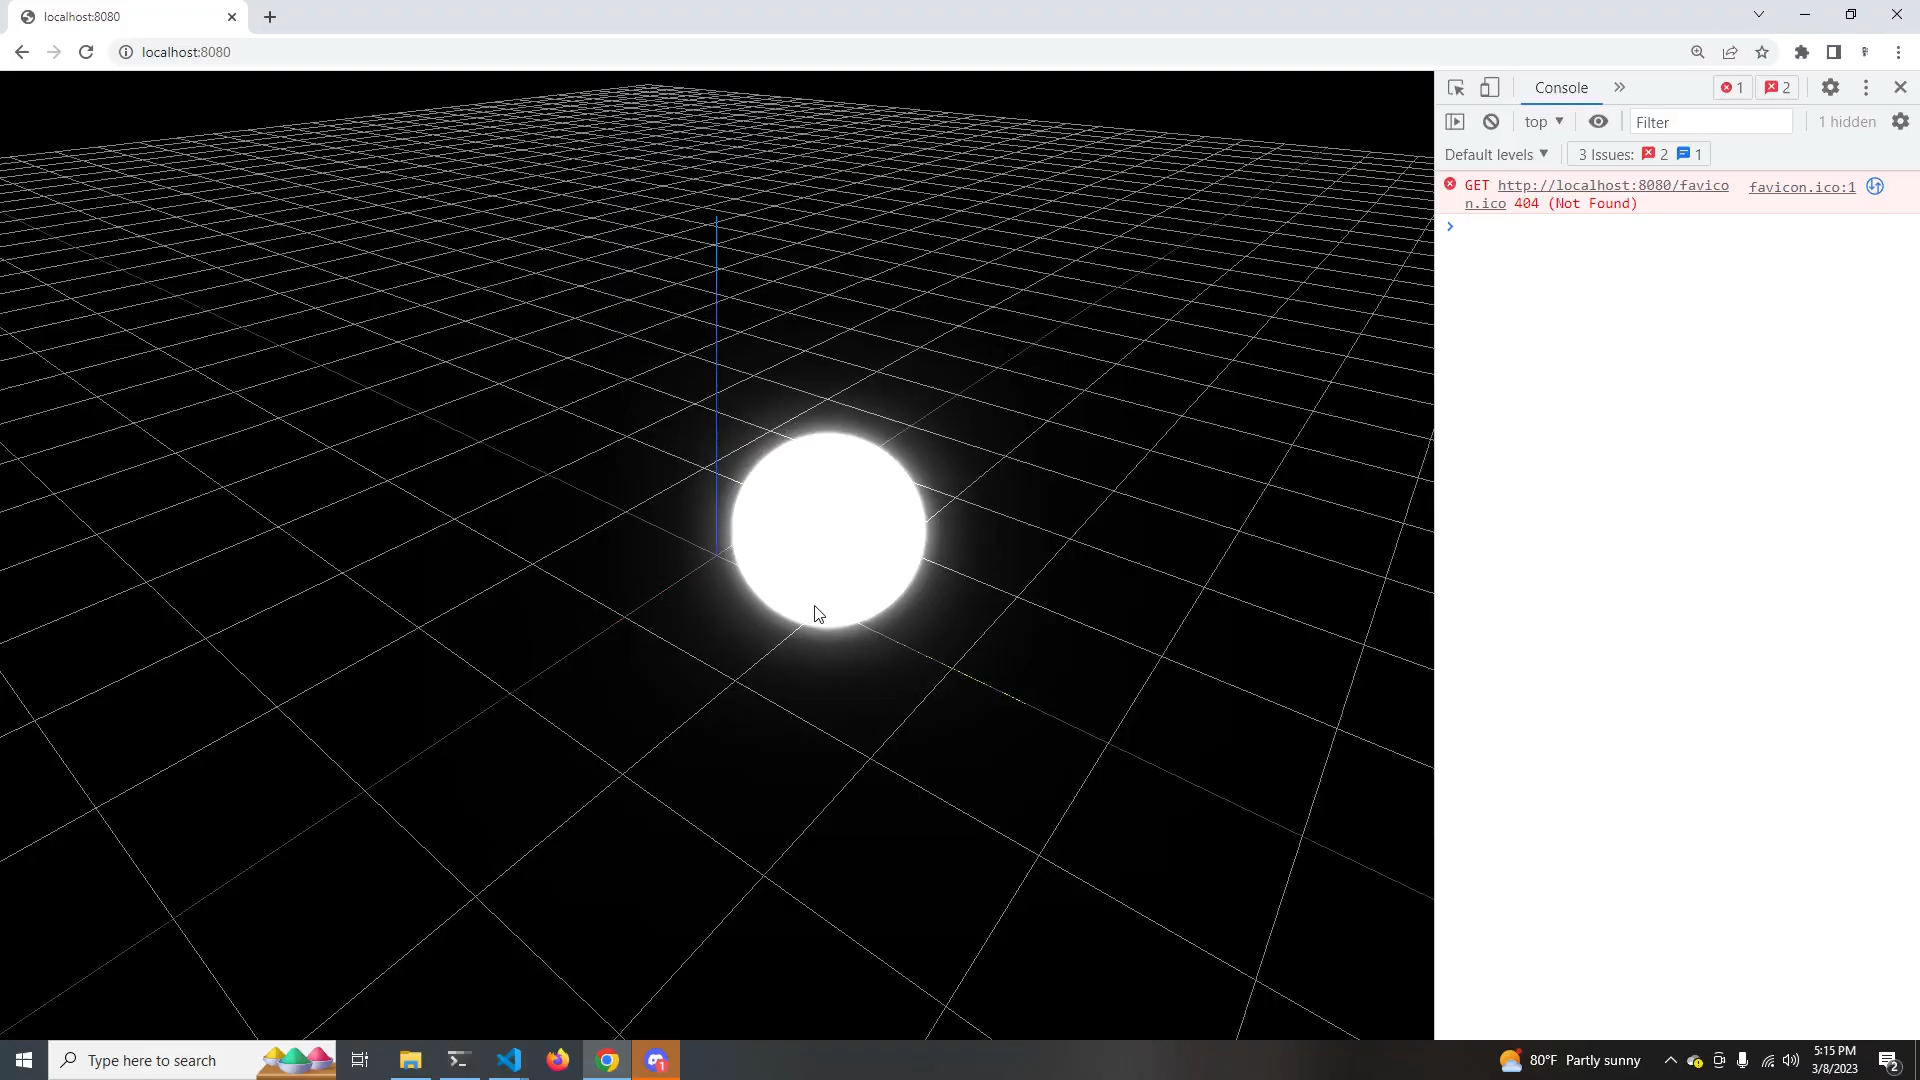 localhost:8080
localhost:8080
Console
1
2
top
Filter
1 hidden
Default levels
3 Issues: 2 1
GET http://localhost:8080/favico favicon.ico:1
n.ico 404 (Not Found)
Type here to search
1
80°F Partly sunny
5:15 PM
3/8/2023
2